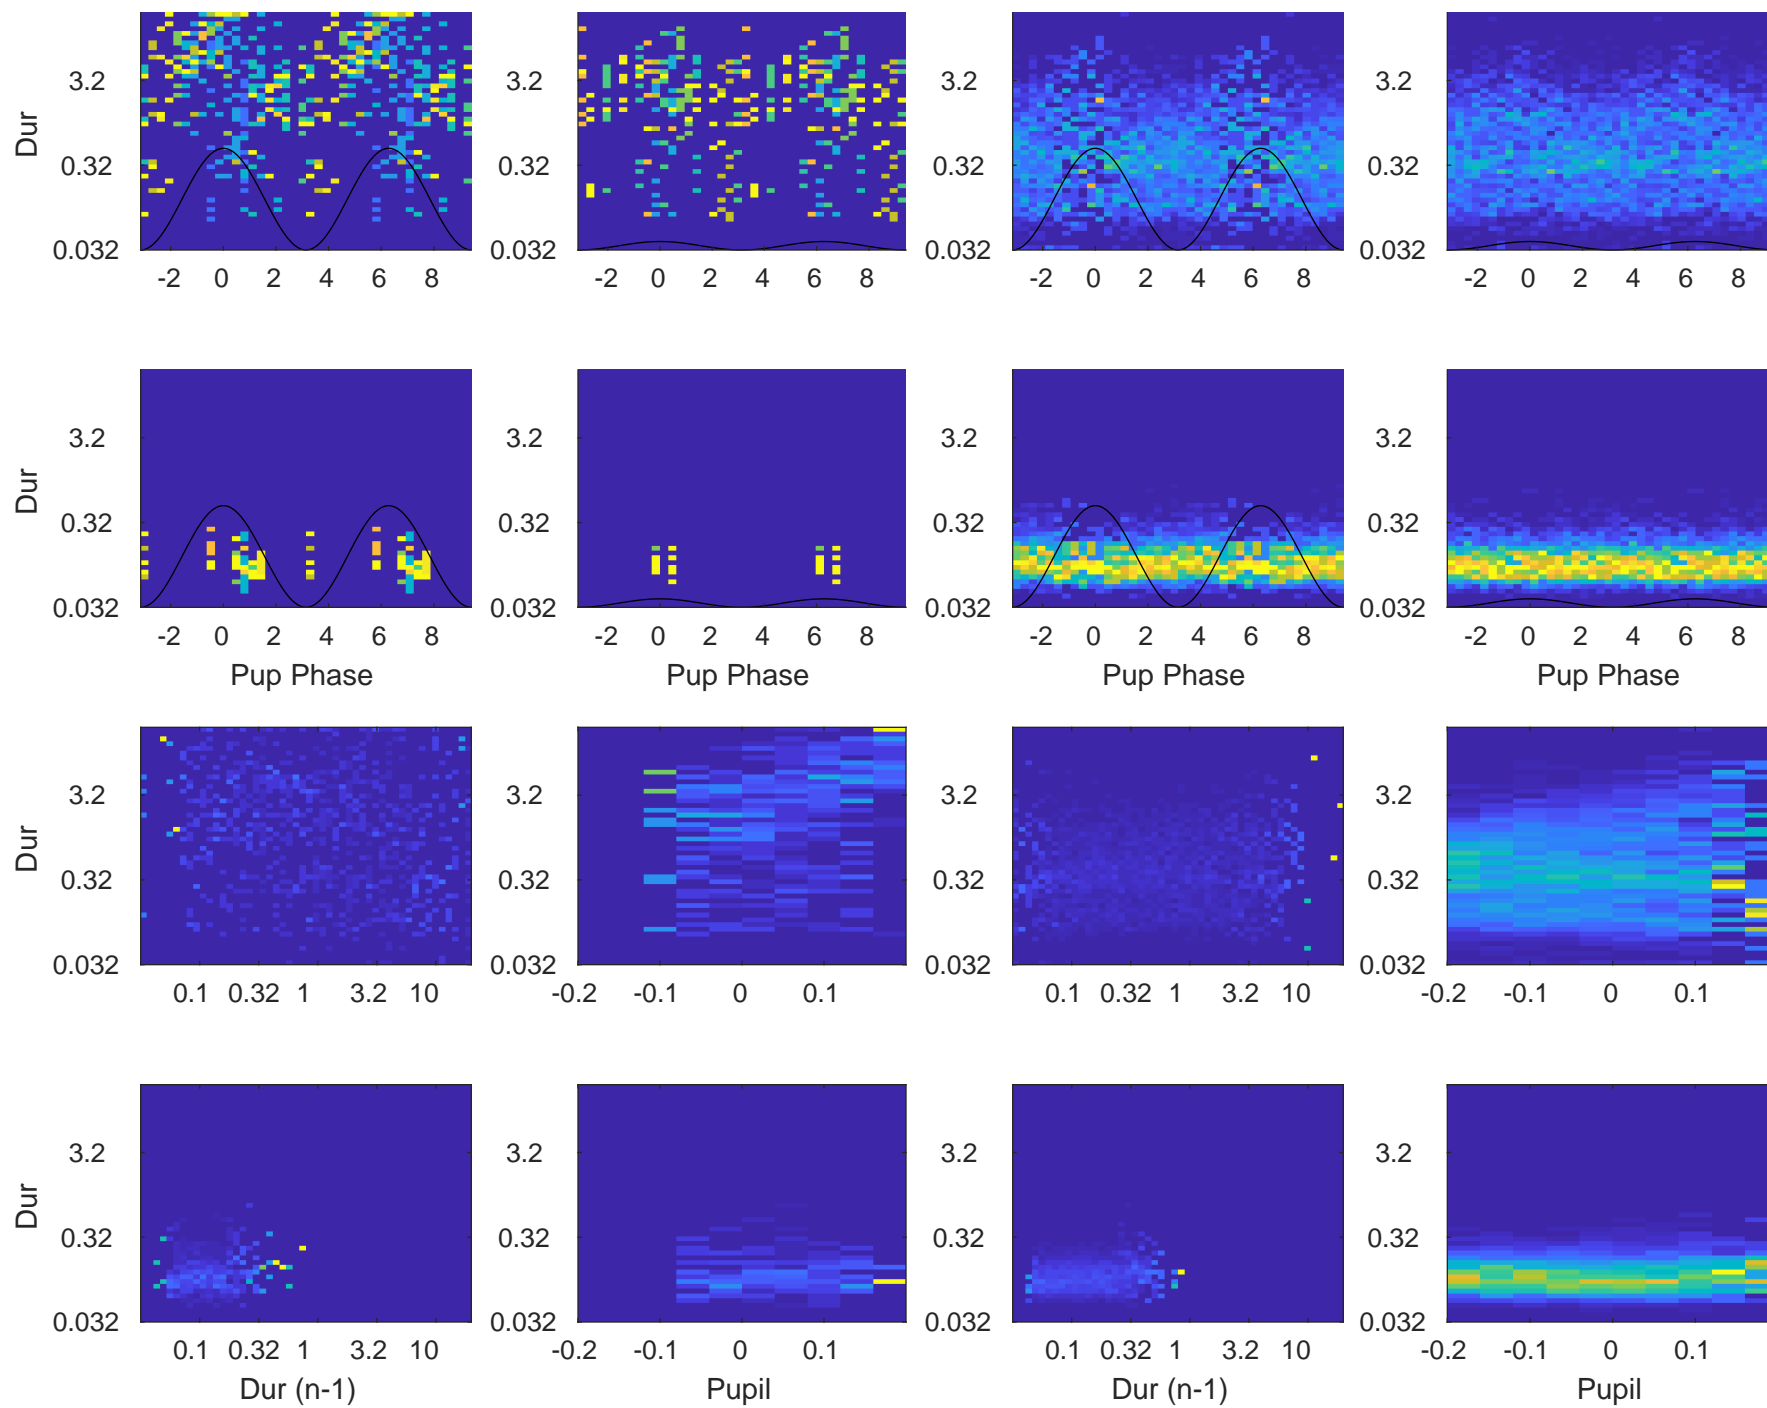 Dur
3.2 3.2 3.2 3.2
0.32 0.32 0.32 0.32
0.032 0.032 0.032 0.032
-2 0 2 4 6 8 -2 0 2 4 6 8 -2 0 2 4 6 8 -2 0 2 4 6 8
Dur
3.2 3.2 3.2 3.2
0.32 0.32 0.32 0.32
0.032 0.032 0.032 0.032
-2 0 2 4 6 8 -2 0 2 4 6 8 -2 0 2 4 6 8 -2 0 2 4 6 8
Pup Phase Pup Phase Pup Phase Pup Phase
Dur
3.2 3.2 3.2 3.2
0.32 0.32 0.32 0.32
0.032 0.032 0.032 0.032
0.1 0.32 1 3.2 10 -0.2 -0.1 0 0.1 0.1 0.32 1 3.2 10 -0.2 -0.1 0 0.1
Dur
3.2 3.2 3.2 3.2
0.32 0.32 0.32 0.32
0.032 0.032 0.032 0.032
0.1 0.32 1 3.2 10 -0.2 -0.1 0 0.1 0.1 0.32 1 3.2 10 -0.2 -0.1 0 0.1
Dur (n-1) Pupil Dur (n-1) Pupil